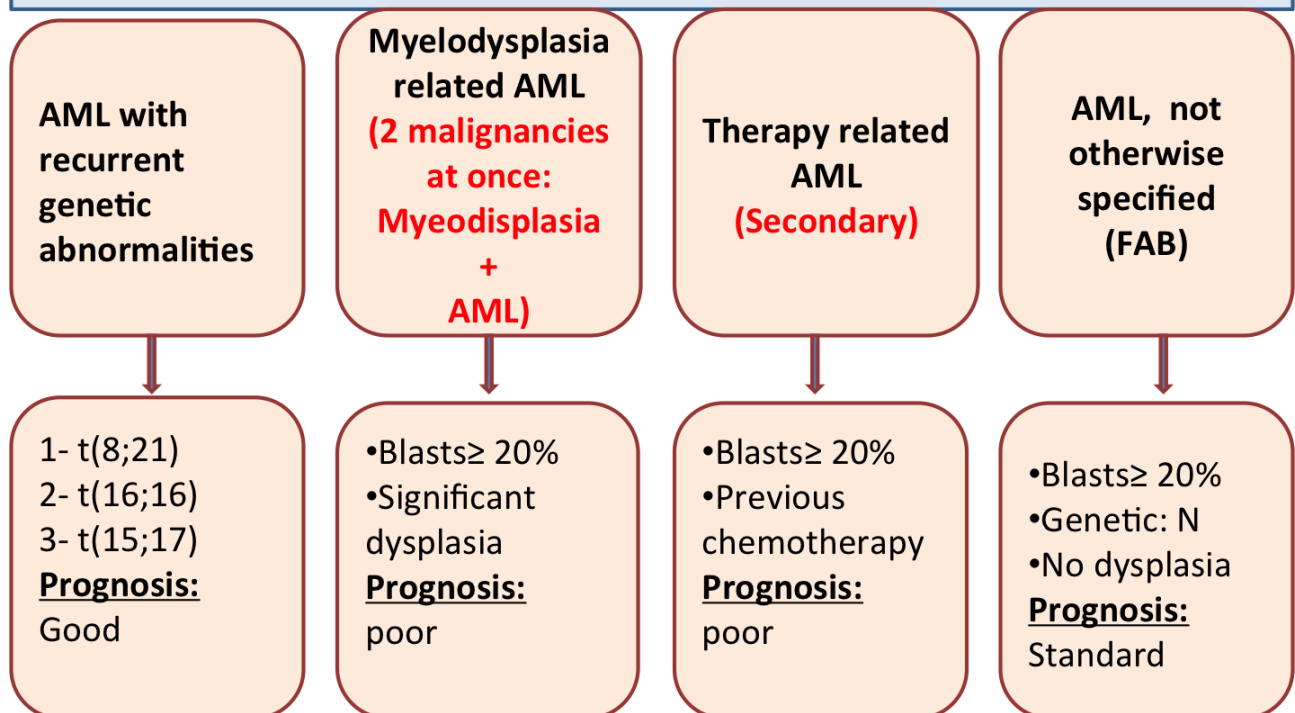 AML with
recurrent
genetic
abnormalities
Myelodysplasia
related AML
(2 malignancies
at once:
Myeodisplasia
+
AML)
Therapy related
AML
(Secondary)
AML,  not
otherwise
specified
(FAB)
1- t(8;21)
2- t(16;16)
3- t(15;17)
Prognosis:
Good
•Blasts≥ 20%
•Significant
dysplasia
Prognosis:
poor
•Blasts≥ 20%
•Previous
chemotherapy
Prognosis:
poor
•Blasts≥ 20%
•Genetic: N
•No dysplasia
Prognosis:
Standard